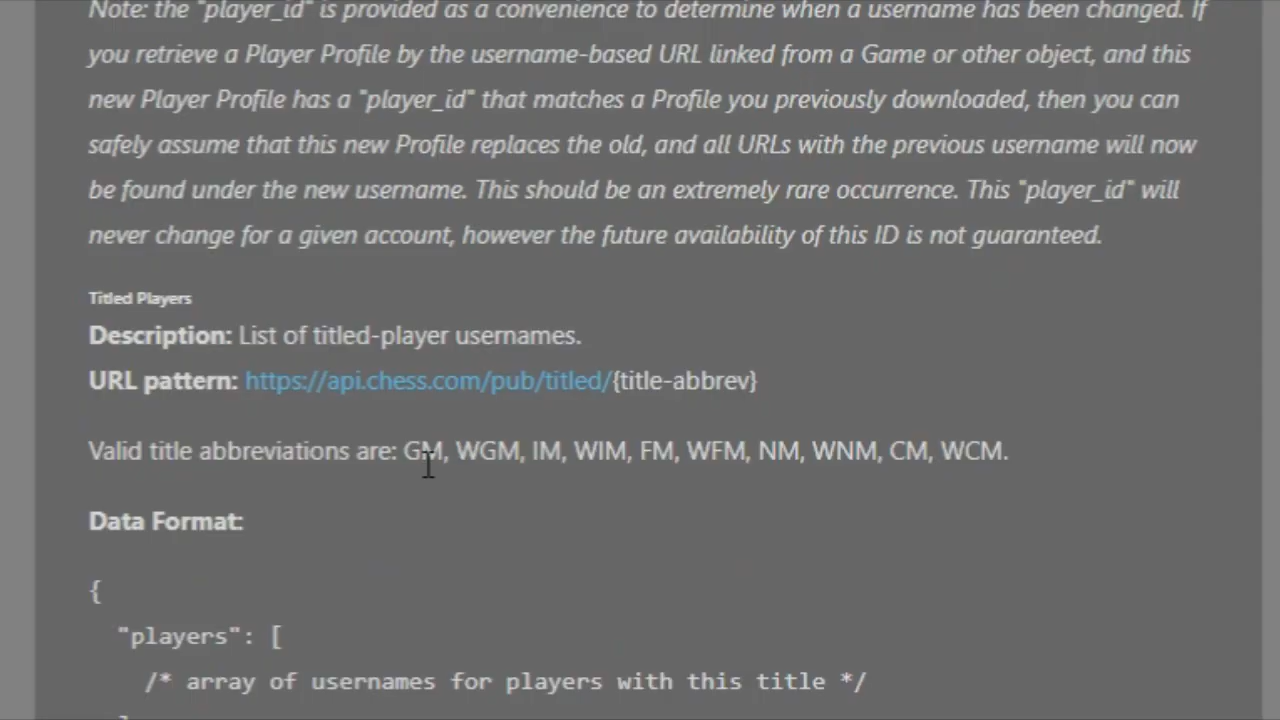 Note: the "player_id" is provided as a convenience to determine when a username has been changed. If
you retrieve a Player Profile by the username-based URL linked from a Game or other object, and this
new Player Profile has a "player_id" that matches a Profile you previously downloaded, then you can
safely assume that this new Profile replaces the old, and all URLs with the previous username will now
be found under the new username. This should be an extremely rare occurrence. This "player_id" will
never change for a given account, however the future availability of this ID is not guaranteed.
Titled Players
Description: List of titled-player usernames.
URL pattern: https://api.chess.com/pub/titled/{title-abbrev}
Valid title abbreviations are: GM, WGM, IM, WIM, FM, WFM, NM, WNM, CM, WCM.
Data Format:
{
"players": [
/* array of usernames for players with this title */
]